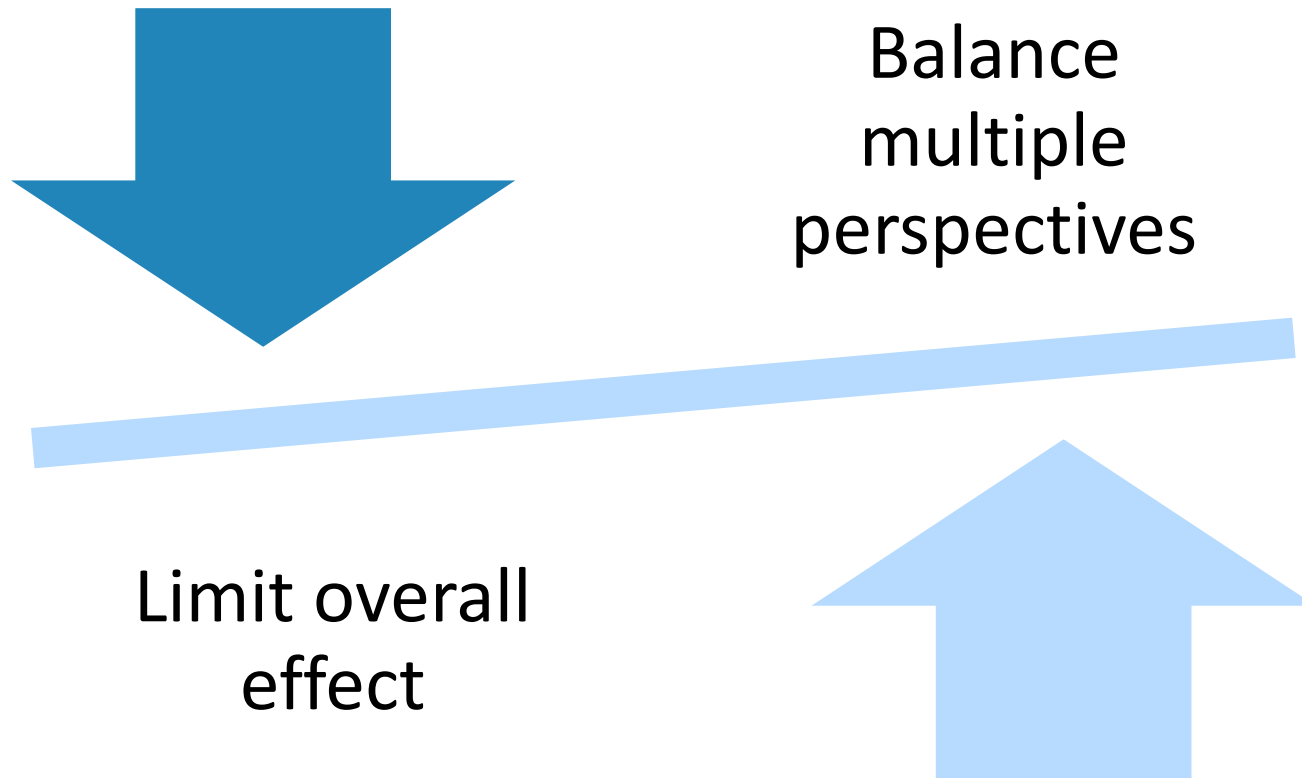 Balance
multiple
perspectives
Limit overall
effect